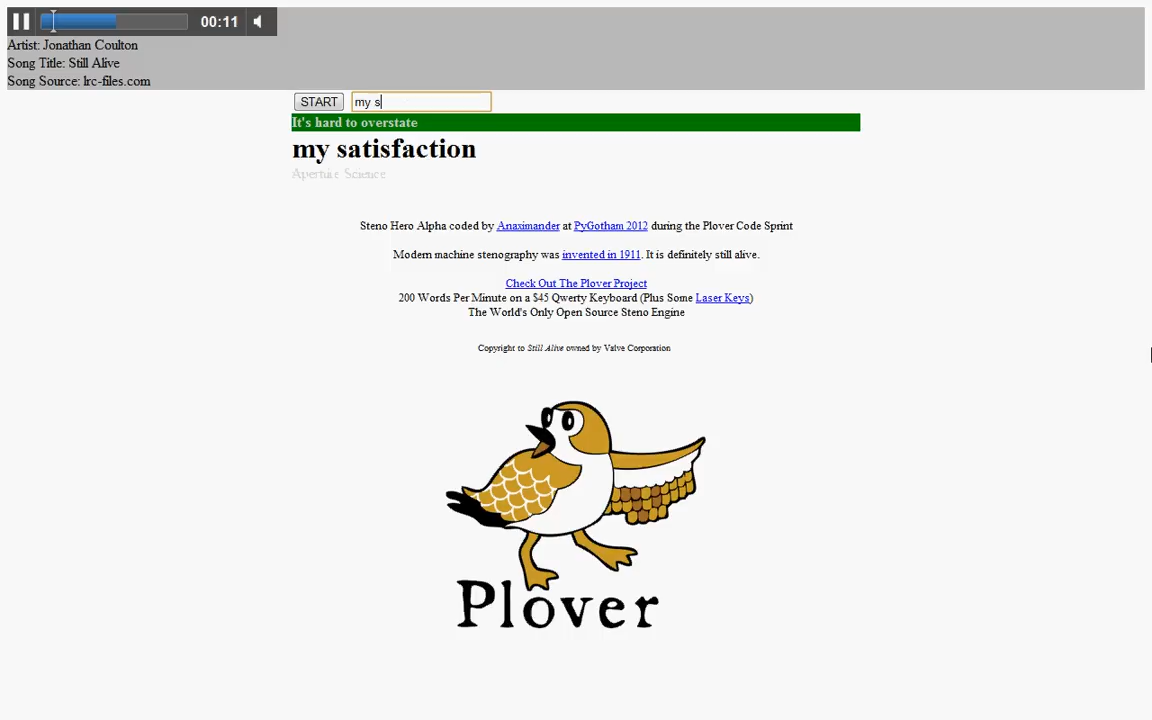 00:11
Artist: Jonathan Coulton
Song Title: Still Alive
Song Source: lrc-files.com
START my s
It's hard to overstate
my satisfaction
Aperture Science
Steno Hero Alpha coded by Anaximander at PyGotham 2012 during the Plover Code Sprint
Modern machine stenography was invented in 1911. It is definitely still alive.
Check Out The Plover Project
200 Words Per Minute on a $45 Qwerty Keyboard (Plus Some Laser Keys)
The World's Only Open Source Steno Engine
Copyright to Still Alive owned by Valve Corporation
Plover